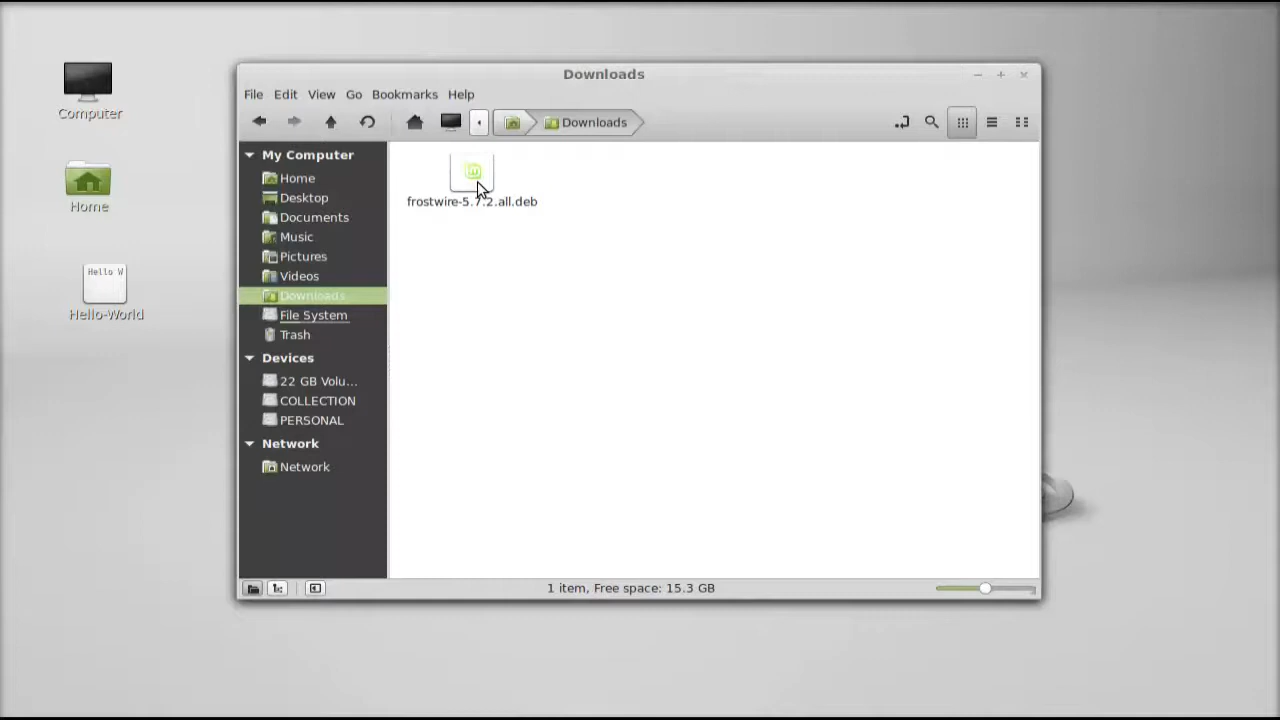 Computer
Home
Hello W
Hello-World
Downloads
File Edit View Go Bookmarks Help
Downloads
My Computer
Home
Desktop
Documents
Music
Pictures
Videos
Downloads
File System
Trash
Devices
22 GB Volu...
COLLECTION
PERSONAL
Network
Network
frostwire-5.7.2.all.deb
1 item, Free space: 15.3 GB